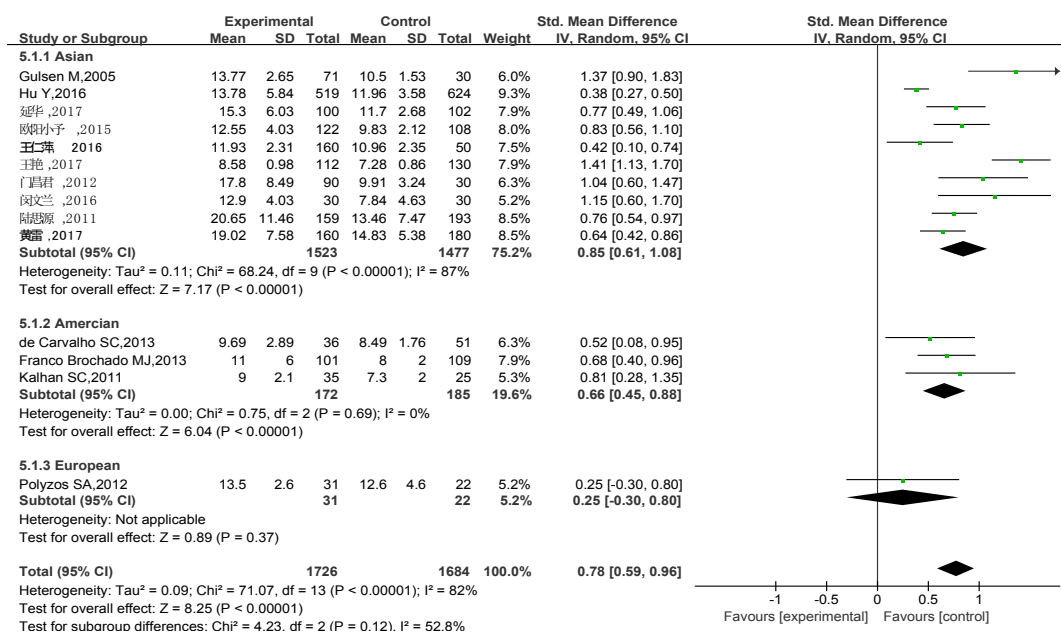 Experimental Control Std. Mean Difference Std. Mean Difference
Study or Subgroup Mean SD Total Mean SD Total Weight IV, Random, 95% CI IV, Random, 95% CI
5.1.1 Asian
Gulsen M,2005 13.77 2.65 71 10.5 1.53 30 6.0% 1.37 [0.90, 1.83]
Hu Y,2016 13.78 5.84 519 11.96 3.58 624 9.3% 0.38 [0.27, 0.50]
延华 ,2017 15.3 6.03 100 11.7 2.68 102 8.0% 0.77 [0.49, 1.06]
欧阳小予 ,2015 12.55 4.03 122 9.83 2.12 108 8.2% 0.83 [0.56, 1.10]
王仁萍 2016 11.93 2.31 160 10.96 2.35 50 7.6% 0.42 [0.10, 0.74]
王艳 ,2017 8.58 0.98 112 7.28 0.86 130 8.0% 1.41 [1.13, 1.70]
门昌君 ,2012 17.8 8.49 90 9.91 3.24 30 6.3% 1.04 [0.60, 1.47]
闵文兰 ,2016 12.9 4.03 30 7.84 4.63 30 5.2% 1.15 [0.60, 1.70]
陆思源 ,2011 20.65 11.46 159 13.46 7.47 193 8.6% 0.76 [0.54, 0.97]
黄雷 ,2017 19.02 7.58 160 14.83 5.38 180 8.5% 0.64 [0.42, 0.86]
Subtotal (95% CI) 1523 1477 75.2% 0.85 [0.61, 1.08]
Heterogeneity: Tau² = 0.11; Chi² = 68.24, df = 9 (P < 0.00001); I² = 87%
Test for overall effect: Z = 7.17 (P < 0.00001)
5.1.2 Amercian
de Carvalho SC,2013 9.69 2.89 36 8.49 1.76 51 6.3% 0.52 [0.08, 0.95]
Franco Brochado MJ,2013 11 6 101 8 2 109 7.9% 0.68 [0.40, 0.96]
Kalhan SC,2011 9 2.1 35 7.3 2 25 5.3% 0.81 [0.28, 1.35]
Subtotal (95% CI) 172 185 19.6% 0.66 [0.45, 0.88]
Heterogeneity: Tau² = 0.00; Chi² = 0.75, df = 2 (P = 0.69); I² = 0%
Test for overall effect: Z = 6.04 (P < 0.00001)
5.1.3 European
Polyzos SA,2012 13.5 2.6 31 12.6 4.6 22 5.2% 0.25 [-0.30, 0.80]
Subtotal (95% CI) 31 22 5.2% 0.25 [-0.30, 0.80]
Heterogeneity: Not applicable
Test for overall effect: Z = 0.89 (P = 0.37)
Total (95% CI) 1726 1684 100.0% 0.78 [0.59, 0.96]
Heterogeneity: Tau² = 0.09; Chi² = 71.07, df = 13 (P < 0.00001); I² = 82%
Test for overall effect: Z = 8.25 (P < 0.00001)
Test for subgroup differences: Chi² = 4.23, df = 2 (P = 0.12), I² = 52.8%
-1 -0.5 0 0.5 1
Favours [experimental] Favours [control]